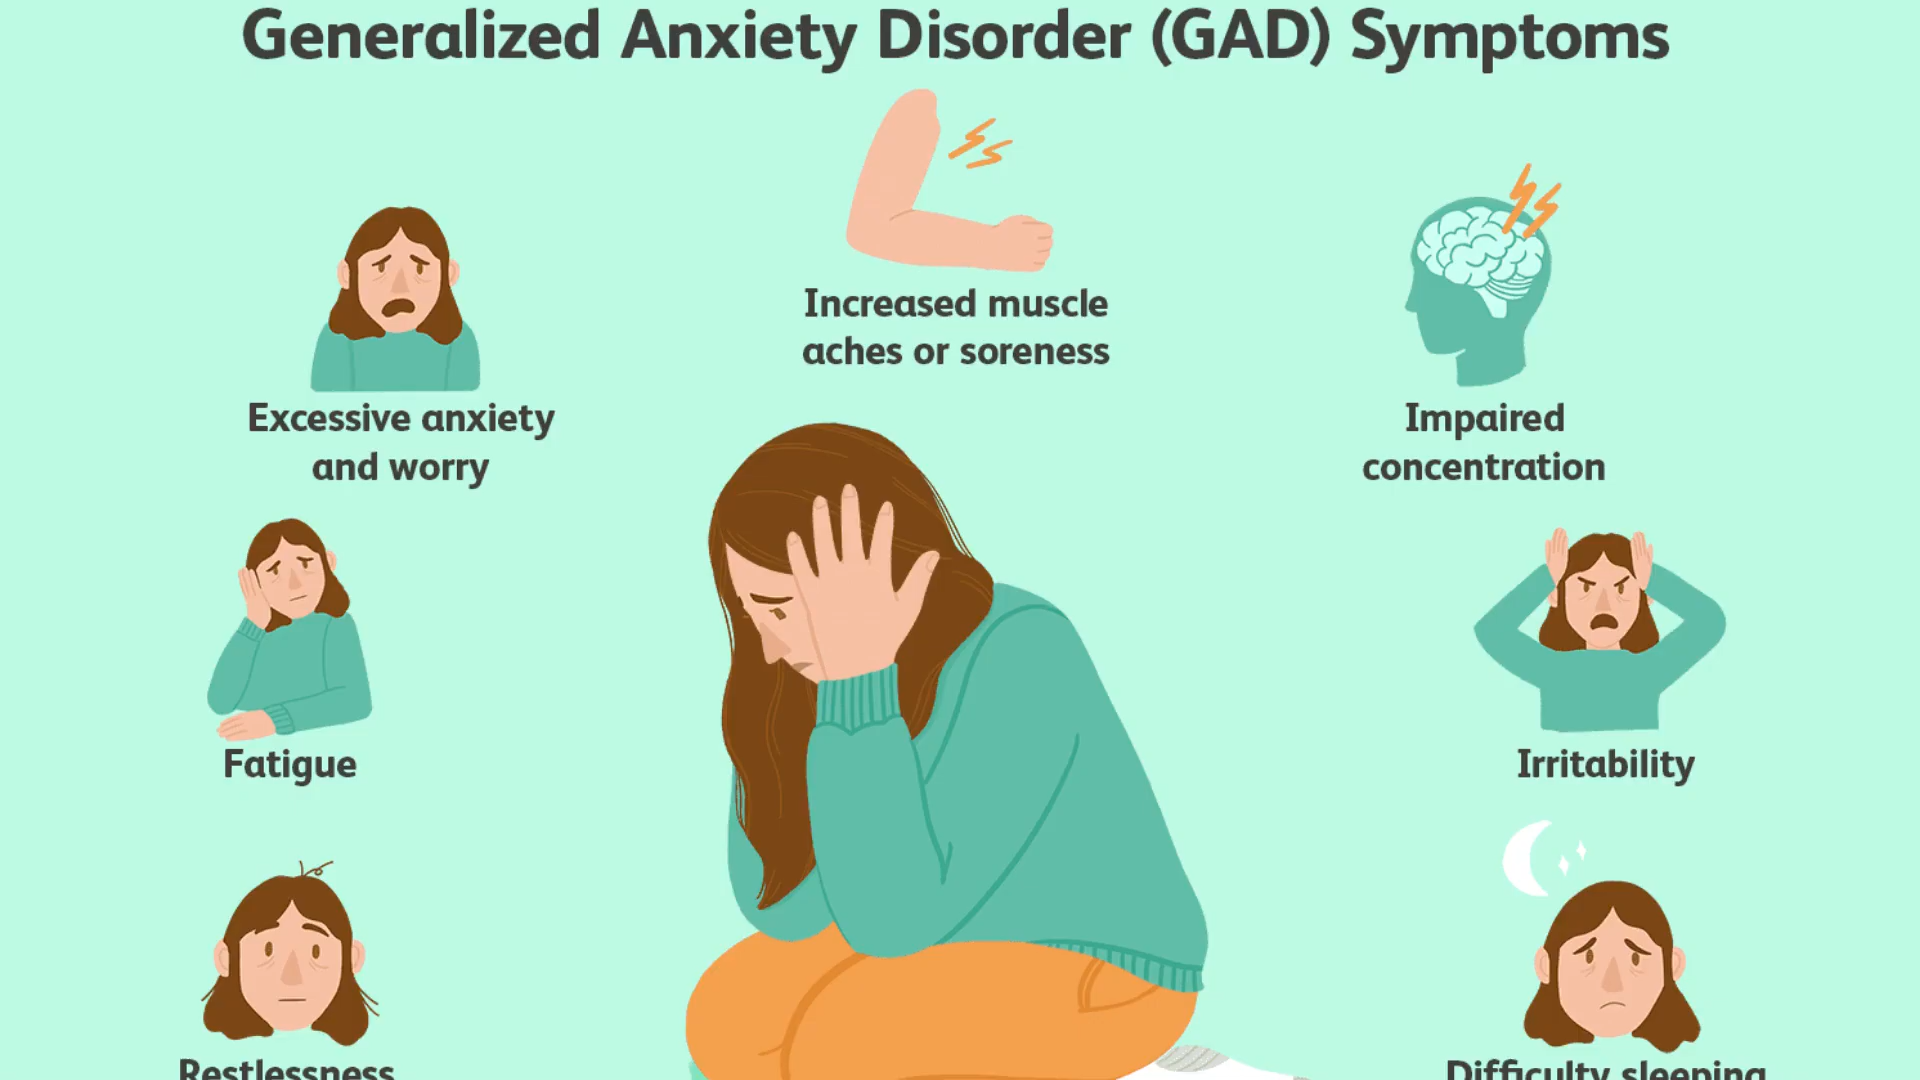 Generalized Anxiety Disorder (GAD) Symptoms
Increased muscle
aches or soreness
Excessive anxiety
and worry
Impaired
concentration
Fatigue
Irritability
Restlessness
Difficulty sleeping